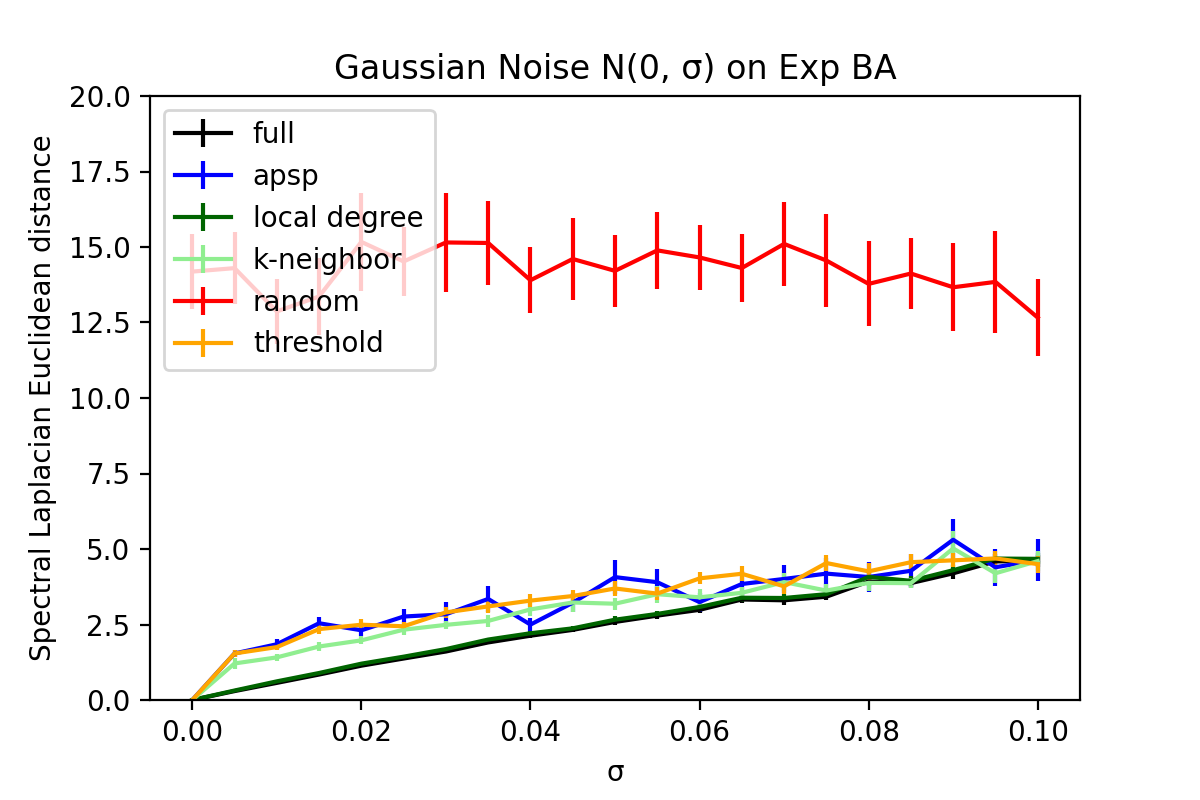 Gaussian Noise N(0, σ) on Exp BA
Spectral Laplacian Euclidean distance
20.0
17.5
15.0
12.5
10.0
7.5
5.0
2.5
0.0
full
apsp
local degree
k-neighbor
random
threshold
0.00 0.02 0.04 0.06 0.08 0.10
σ